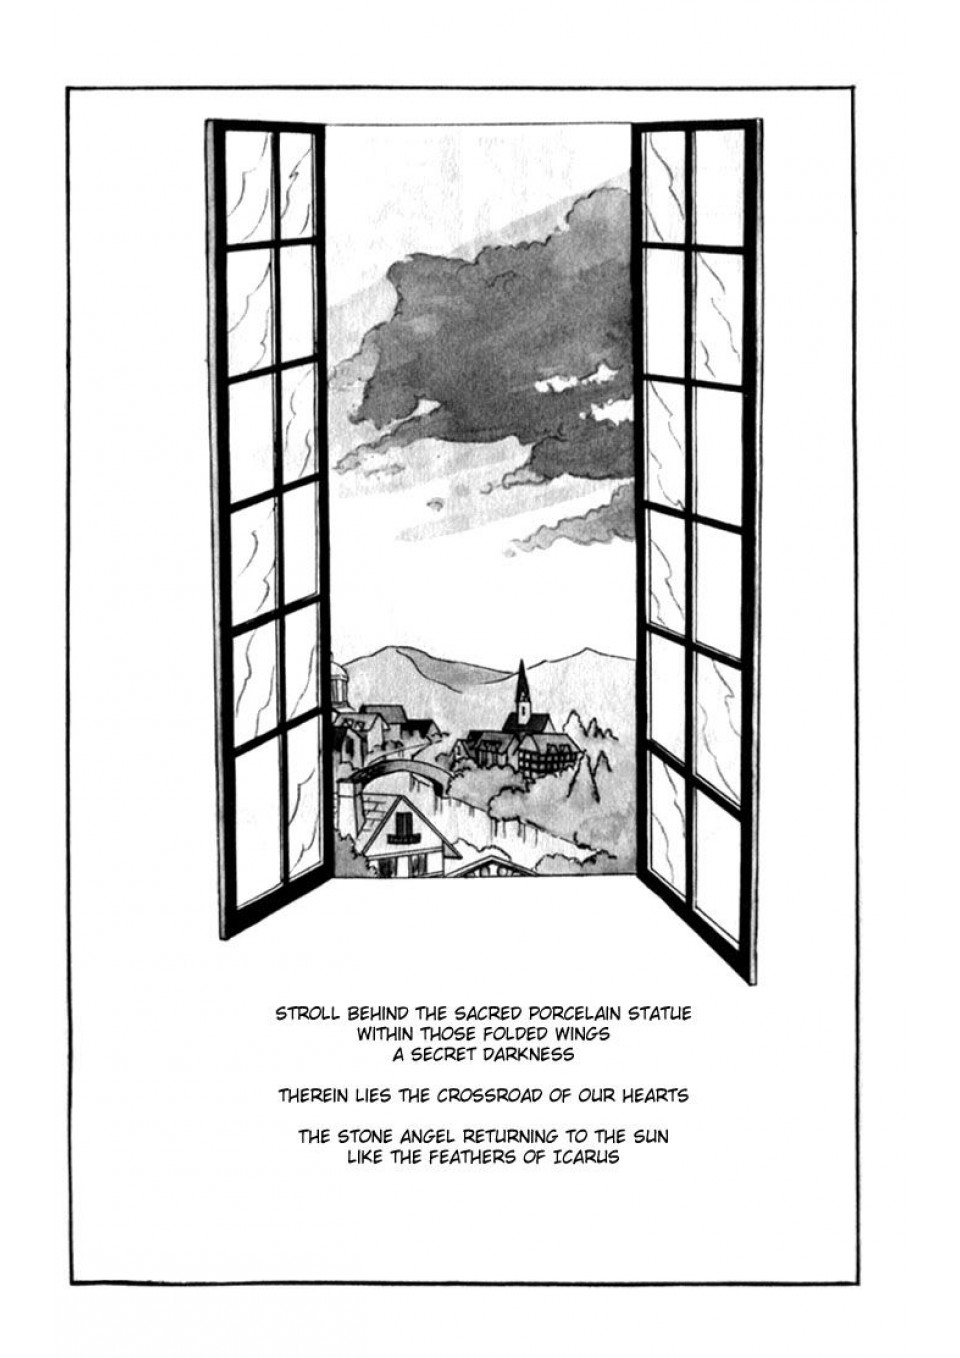 STROLL BEHIND THE SACRED PORCELAIN STATUE
WITHIN THOSE FOLDED WINGS
A SECRET DARKNESS
THEREIN LIES THE CROSSROAD OF OUR HEARTS
THE STONE ANGEL RETURNING TO THE SUN
LIKE THE FEATHERS OF ICARUS